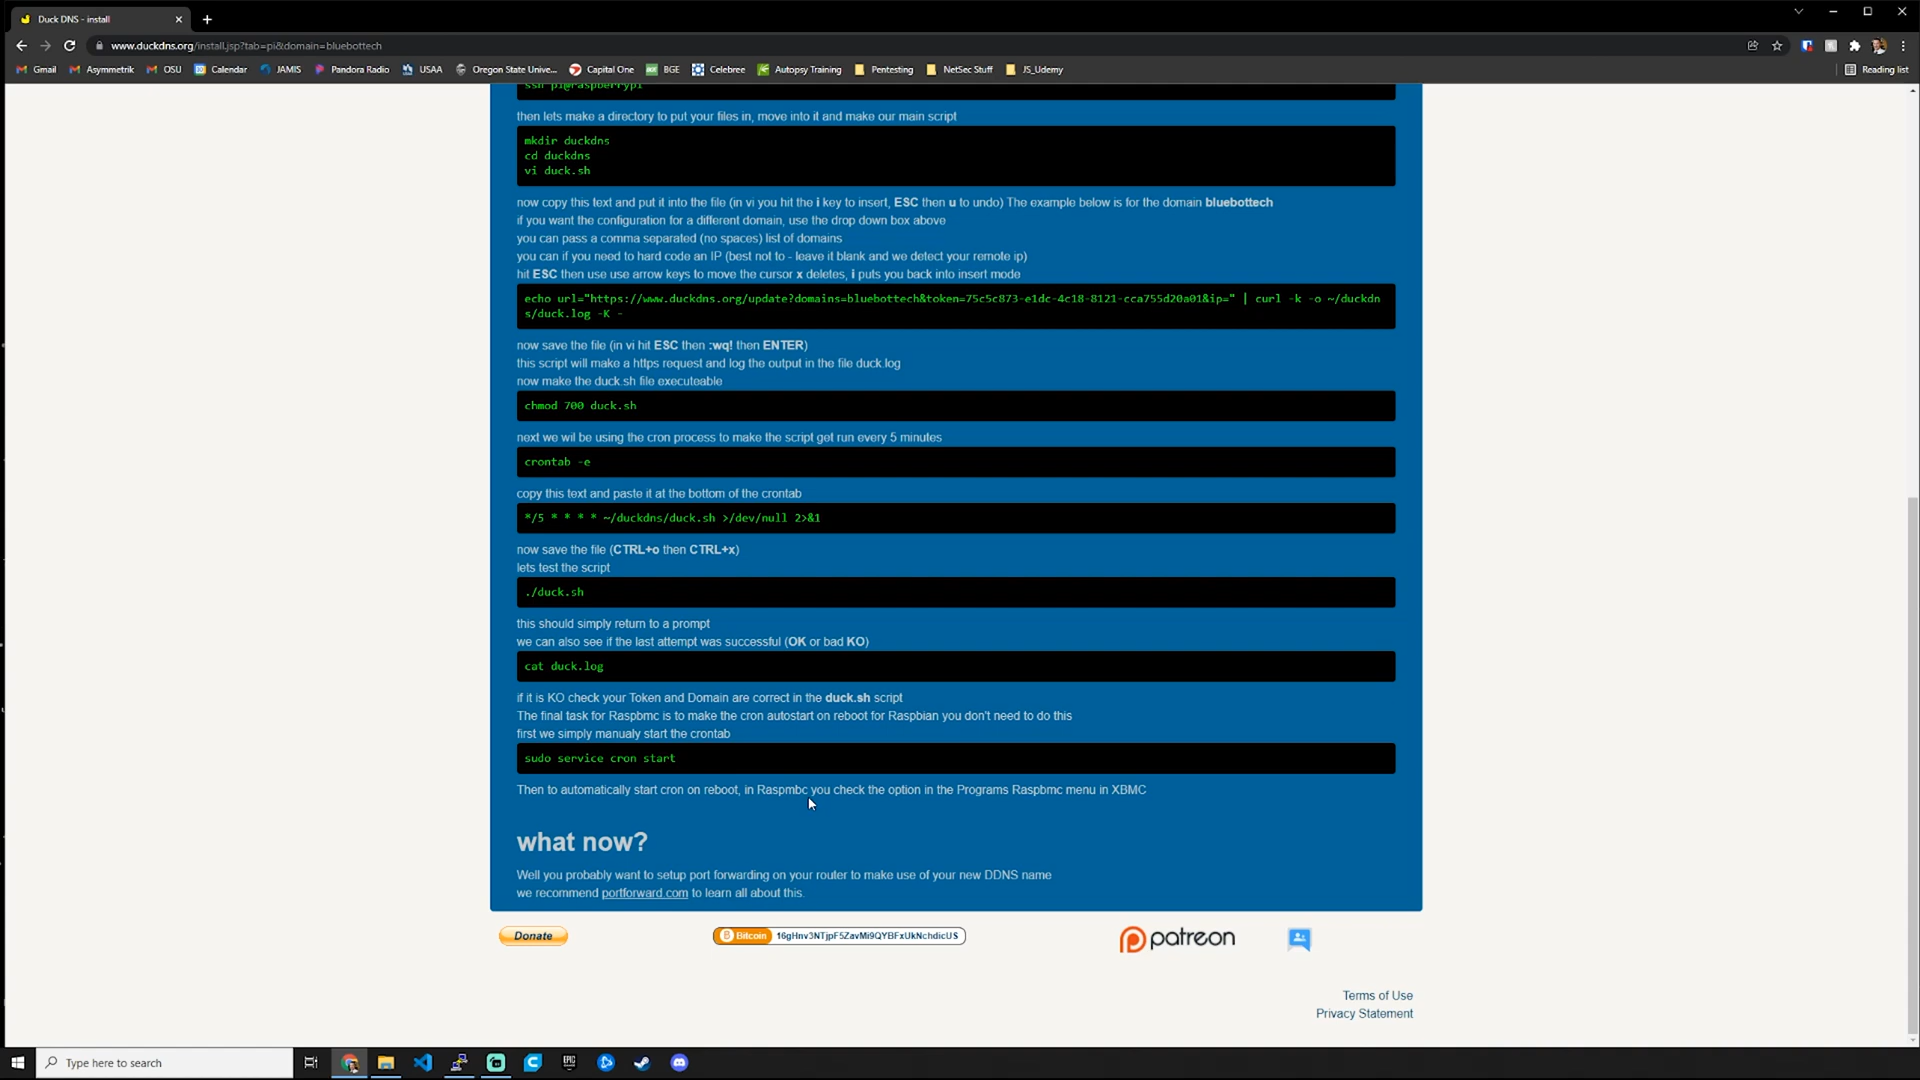 Duck DNS - install
www.duckdns.org/install.jsp?tab=pi&domain=bluebottech
Gmail
Asymmetrik
OSU
Calendar
JAMIS
Pandora Radio
USAA
Oregon State Unive...
Capital One
BGE
Celebree
Autopsy Training
Pentesting
NetSec Stuff
JS_Udemy
Reading list
ssh pi@raspberrypi
then lets make a directory to put your files in, move into it and make our main script
mkdir duckdns
cd duckdns
vi duck.sh
now copy this text and put it into the file (in vi you hit the i key to insert, ESC then u to undo) The example below is for the domain bluebottech
if you want the configuration for a different domain, use the drop down box above
you can pass a comma separated (no spaces) list of domains
you can if you need to hard code an IP (best not to - leave it blank and we detect your remote ip)
hit ESC then use use arrow keys to move the cursor x deletes, i puts you back into insert mode
echo url="https://www.duckdns.org/update?domains=bluebottech&token=75c5c873-e1dc-4c18-8121-cca755d20a01&ip=" | curl -k -o ~/duckdn
s/duck.log -K -
now save the file (in vi hit ESC then :wq! then ENTER)
this script will make a https request and log the output in the file duck.log
now make the duck.sh file executeable
chmod 700 duck.sh
next we wil be using the cron process to make the script get run every 5 minutes
crontab -e
copy this text and paste it at the bottom of the crontab
*/5 * * * * ~/duckdns/duck.sh >/dev/null 2>&1
now save the file (CTRL+o then CTRL+x)
lets test the script
./duck.sh
this should simply return to a prompt
we can also see if the last attempt was successful (OK or bad KO)
cat duck.log
if it is KO check your Token and Domain are correct in the duck.sh script
The final task for Raspbmc is to make the cron autostart on reboot for Raspbian you don't need to do this
first we simply manualy start the crontab
sudo service cron start
Then to automatically start cron on reboot, in Raspmbc you check the option in the Programs Raspbmc menu in XBMC
what now?
Well you probably want to setup port forwarding on your router to make use of your new DDNS name
we recommend portforward.com to learn all about this.
Donate
Bitcoin 16gHnv3NTjpF5ZavMi9QYBFxUkNchdicUS
patreon
Terms of Use
Privacy Statement
Type here to search